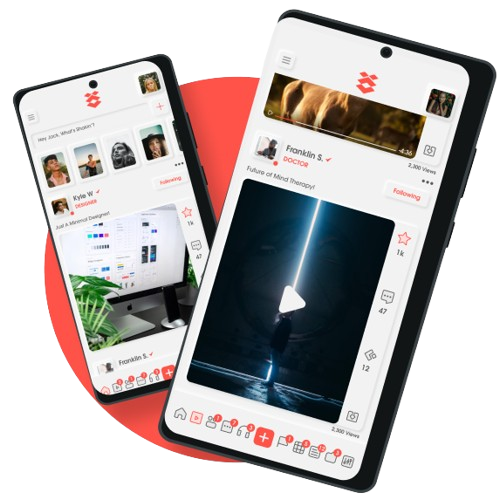 Hey, Jack, What's Shakin'?
Following
Kyle W
DESIGNER
Just A Minimal Designer!
1k
47
Franklin S.
-4:36
2,300 Views
Franklin S.
DOCTOR
Following
Future of Mind Therapy!
1k
47
12
2,300 Views